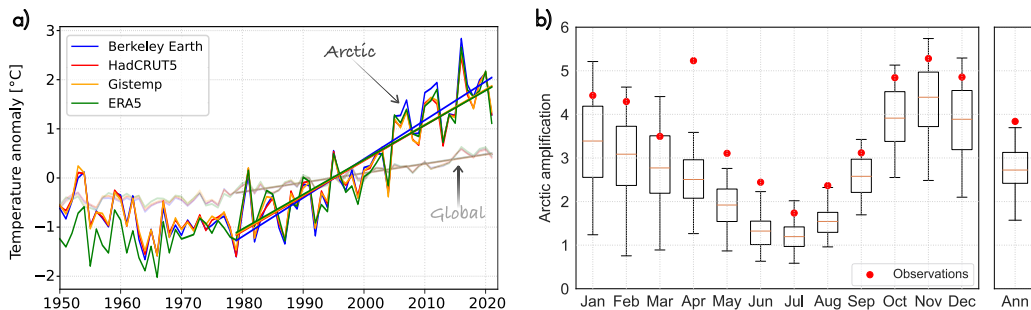 a)
Temperature anomaly [°C]
3
2
1
0
−1
−2
1950 1960 1970 1980 1990 2000 2010 2020
Berkeley Earth
HadCRUT5
Gistemp
ERA5
Arctic
Global
b)
Arctic amplification
6
5
4
3
2
1
0
Jan Feb Mar Apr May Jun Jul Aug Sep Oct Nov Dec
Observations
Ann